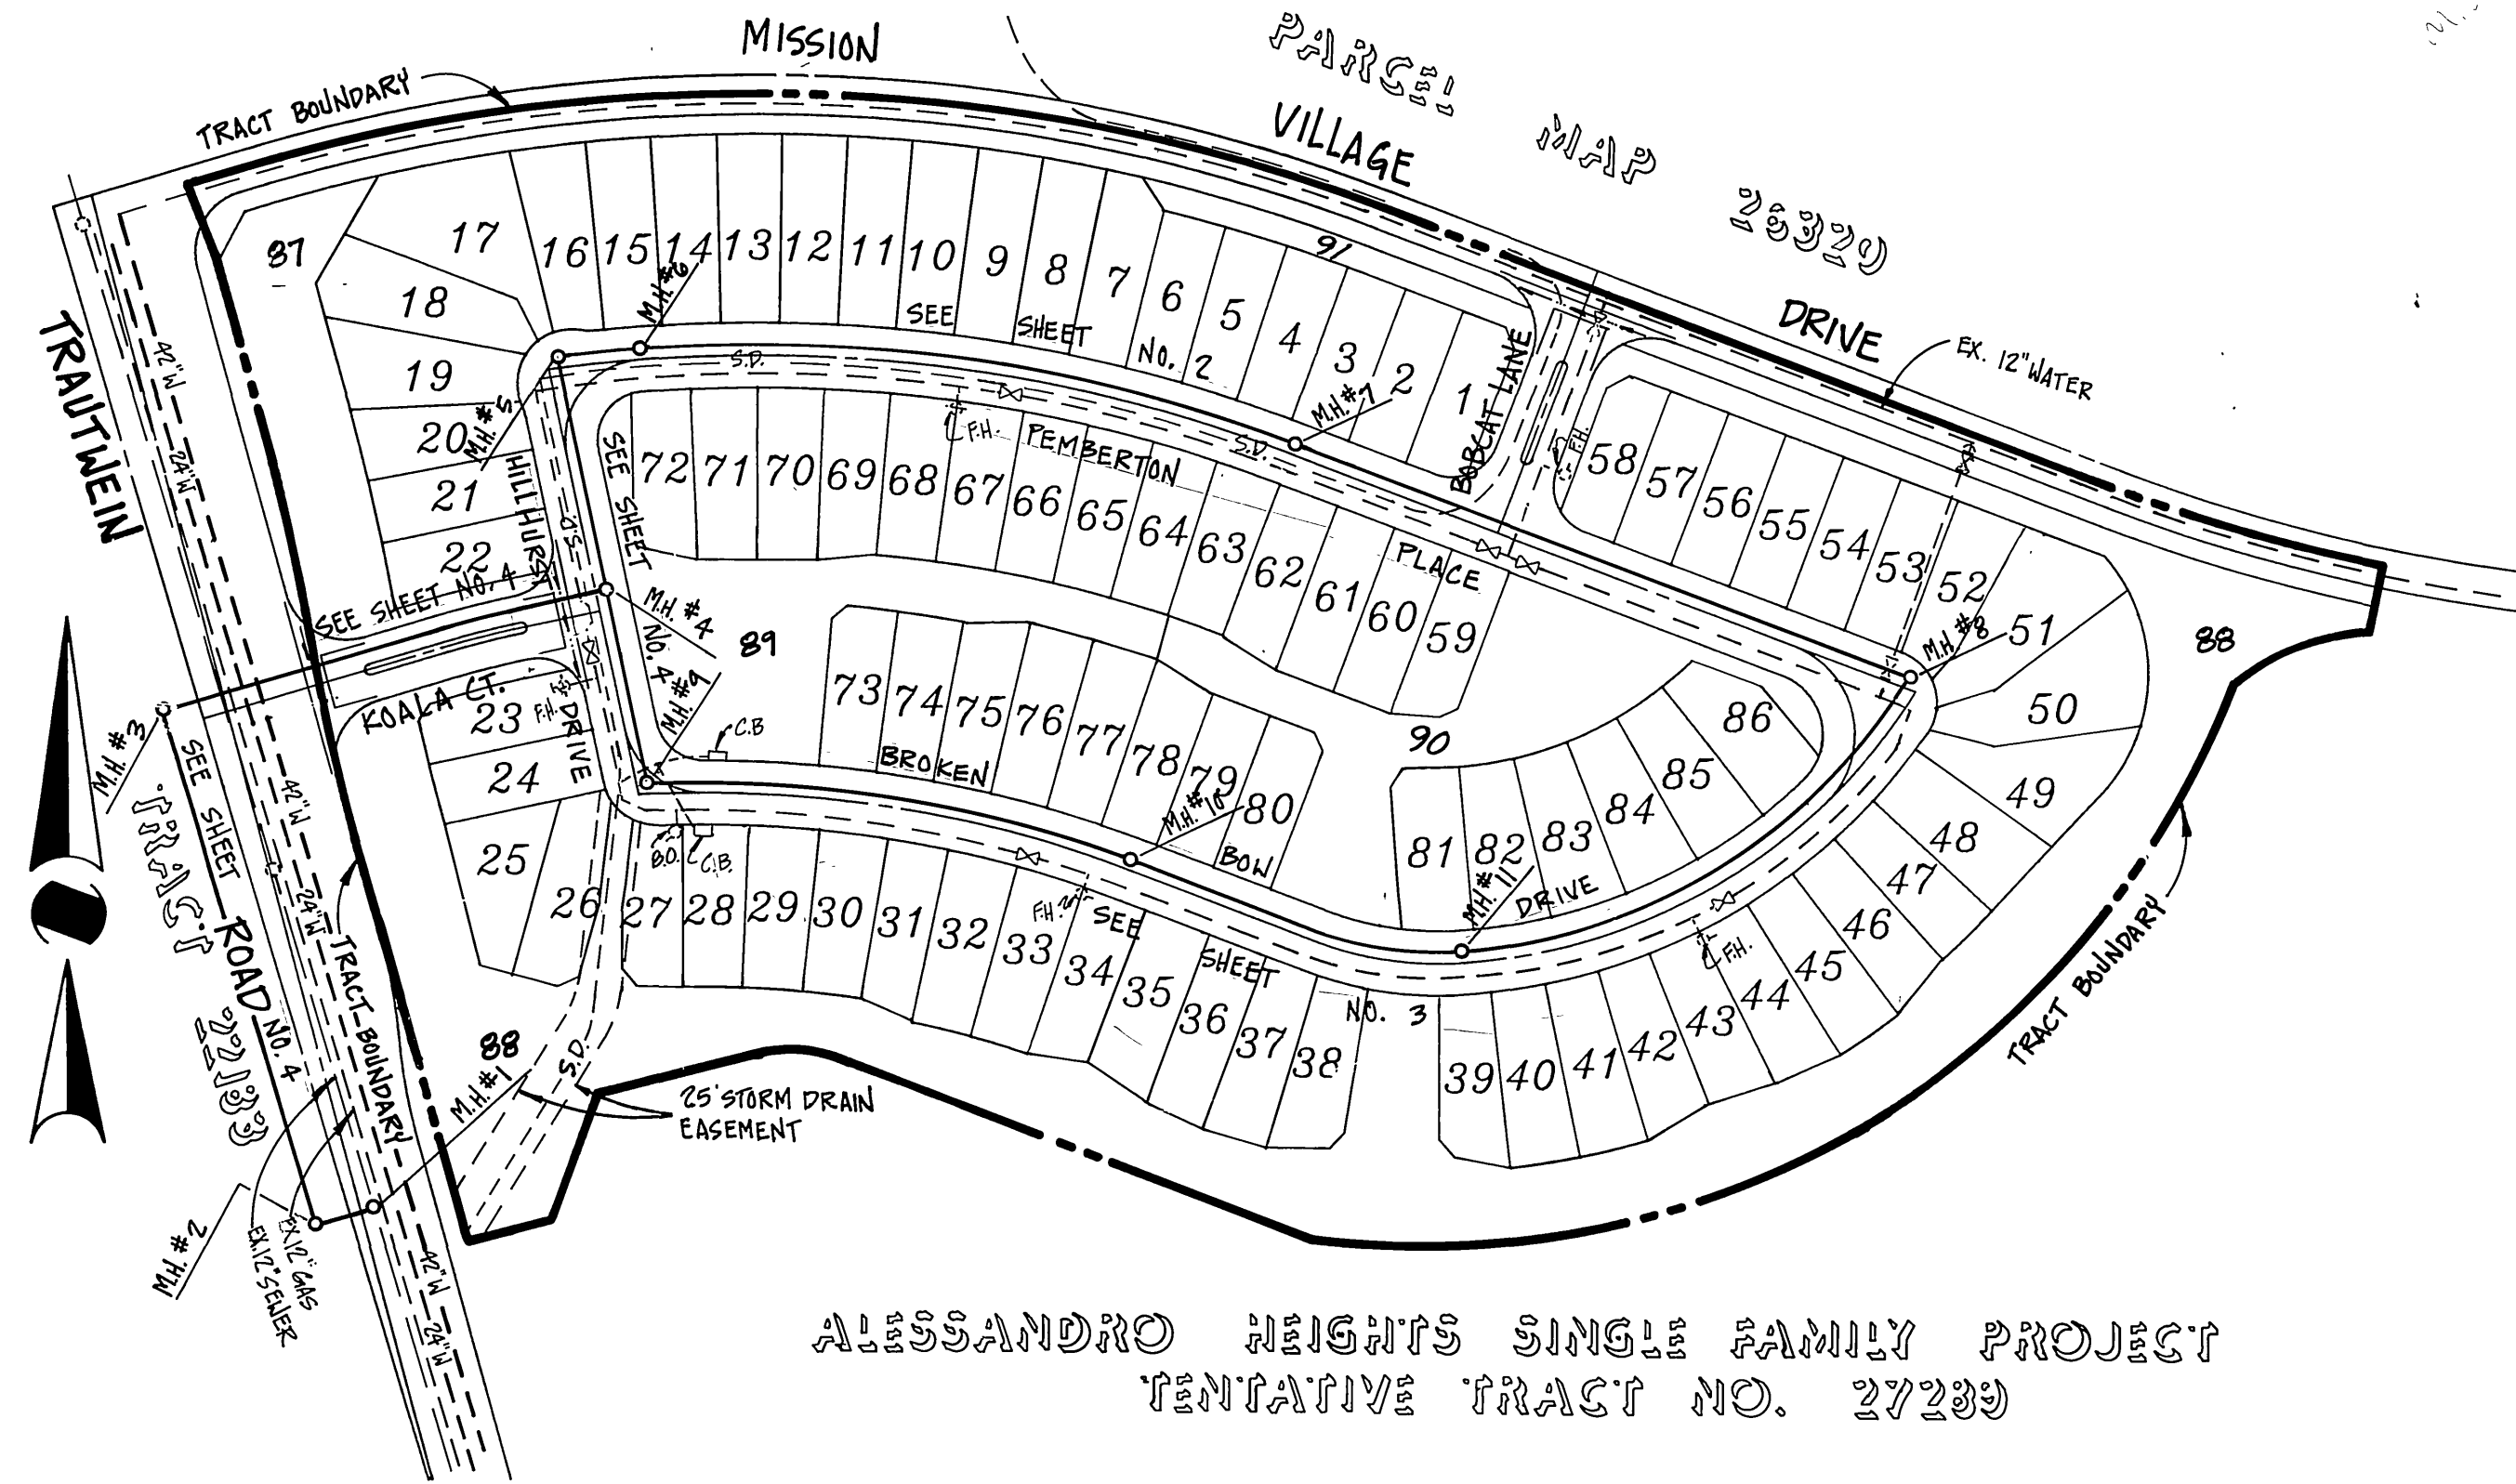 MISSION
PARCEL
TRACT BOUNDARY
VILLAGE
MAP
26320
DRIVE
EX. 12"WATER
TRAUTWEIN
87
17
16
15
14
13
12
11
10
9
8
7
6
5
4
3
2
1
91
18
19
20
21
22
SEE
SHEET
NO. 2
M.H.#6
S.D.
M.H.#5
M.H.#7
BOBCAT LANE
F.H.
42"W
24"W
HILLHURST
SEE SHEET
NO. 4
S.D.
72
71
70
69
68
67
66
65
64
63
62
61
60
59
F.H.
PEMBERTON
S.D.
PLACE
58
57
56
55
54
53
52
51
50
49
48
47
46
45
44
43
42
41
40
39
88
SEE SHEET NO. 4
M.H. #4
89
M.H.#9
M.H.#8
KOALA CT.
23
F.H.
DRIVE
24
25
26
C.B
73
74
75
76
77
78
79
80
BROKEN
BOW
DRIVE
90
81
82
83
84
85
86
M.H.#10
M.H.#11
M.H. #3
SEE SHEET
NO. 4
TRACT
ROAD
42"W
24"W
TRACT-BOUNDARY
B.O.
C.B.
27
28
29
30
31
32
33
34
35
36
37
38
F.H.
SEE
SHEET
NO. 3
F.H.
TRACT BOUNDARY
88
S.D.
M.H.#1
25' STORM DRAIN
EASEMENT
M.H.#2
EX12"GAS
EX12"SEWER
42"W
24"W
ALESSANDRO HEIGHTS SINGLE FAMILY PROJECT
TENTATIVE TRACT NO. 27289